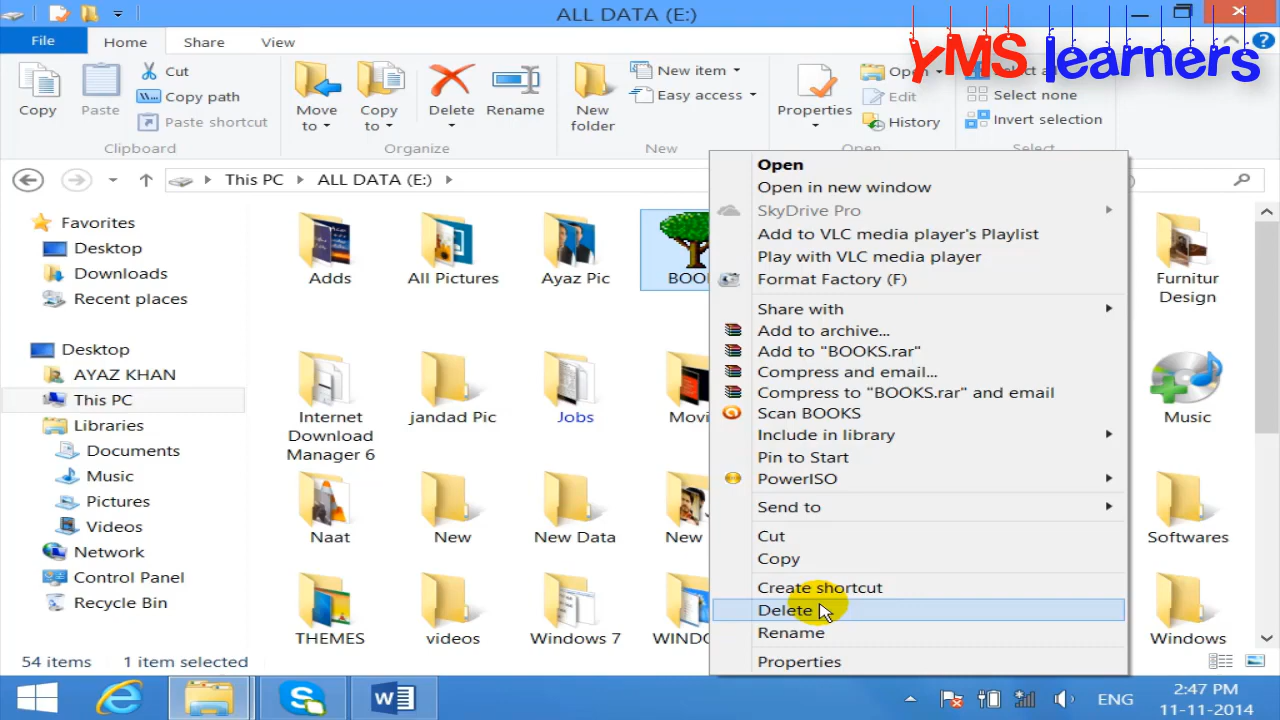 ALL DATA (E:)
YMS learners
File Home Share View
Copy
Paste
Cut
Copy path
Paste shortcut
Clipboard
Move to
Copy to
Delete
Rename
Organize
New folder
New item
Easy access
New
Properties
Open
Edit
History
Open
Select none
Invert selection
Select
This PC ALL DATA (E:)
Favorites
Desktop
Downloads
Recent places
Desktop
AYAZ KHAN
This PC
Libraries
Documents
Music
Pictures
Videos
Network
Control Panel
Recycle Bin
Adds
All Pictures
Ayaz Pic
Furnitur
Design
Internet
Download
Manager 6
jandad Pic
Jobs
Music
Naat
New
New Data
New
Softwares
THEMES
videos
Windows 7
Windows
Open
Open in new window
SkyDrive Pro
Add to VLC media player's Playlist
Play with VLC media player
Format Factory (F)
Share with
Add to archive...
Add to "BOOKS.rar"
Compress and email...
Compress to "BOOKS.rar" and email
Scan BOOKS
Include in library
Pin to Start
PowerISO
Send to
Cut
Copy
Create shortcut
Delete
Rename
Properties
54 items 1 item selected
ENG
2:47 PM
11-11-2014